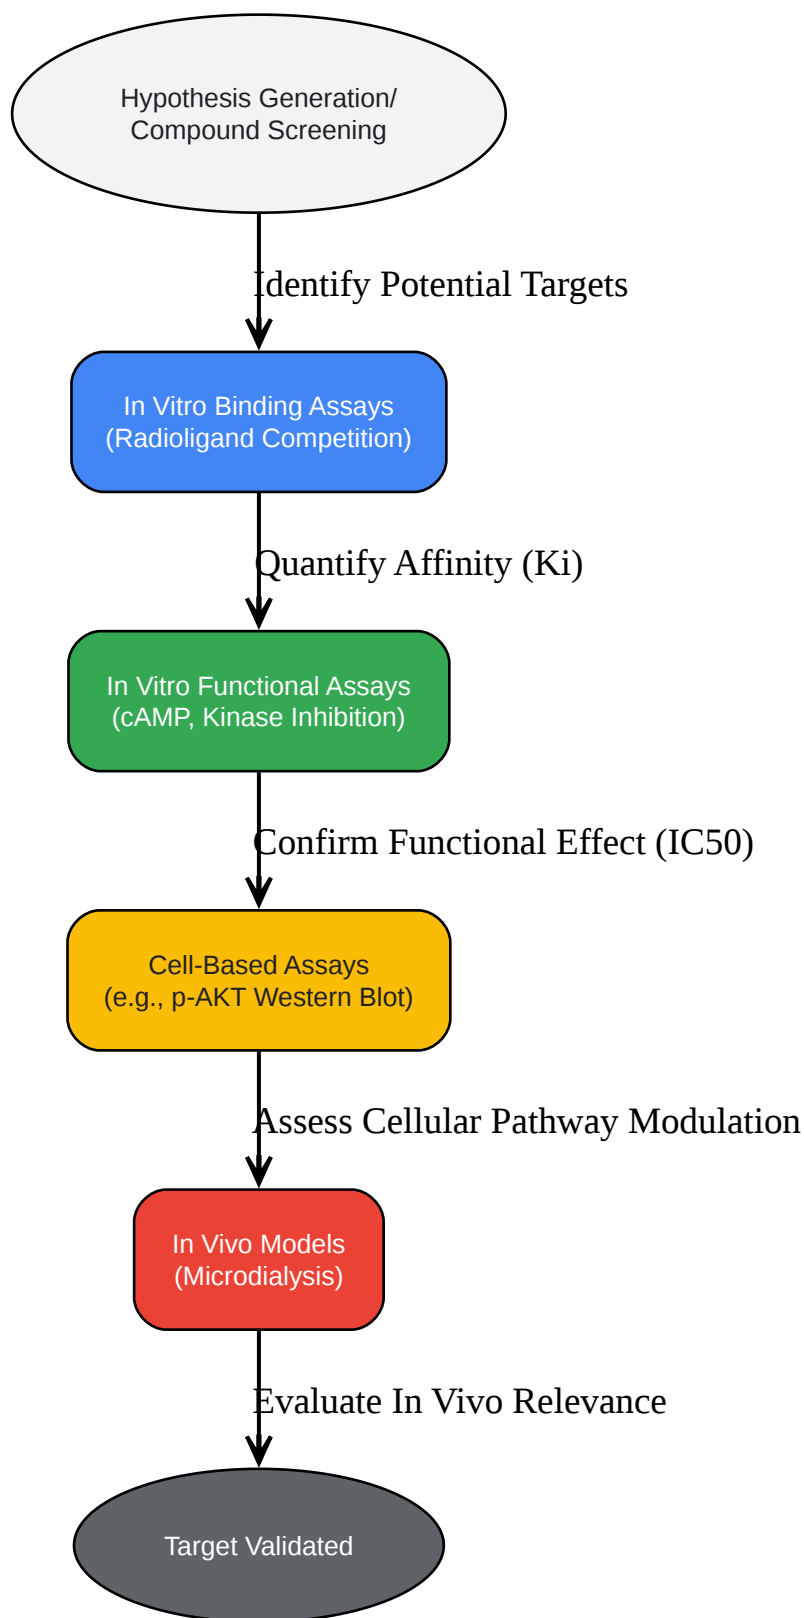 Hypothesis Generation/
Compound Screening
Identify Potential Targets
In Vitro Binding Assays
(Radioligand Competition)
Quantify Affinity (Ki)
In Vitro Functional Assays
(cAMP, Kinase Inhibition)
Confirm Functional Effect (IC50)
Cell-Based Assays
(e.g., p-AKT Western Blot)
Assess Cellular Pathway Modulation
In Vivo Models
(Microdialysis)
Evaluate In Vivo Relevance
Target Validated